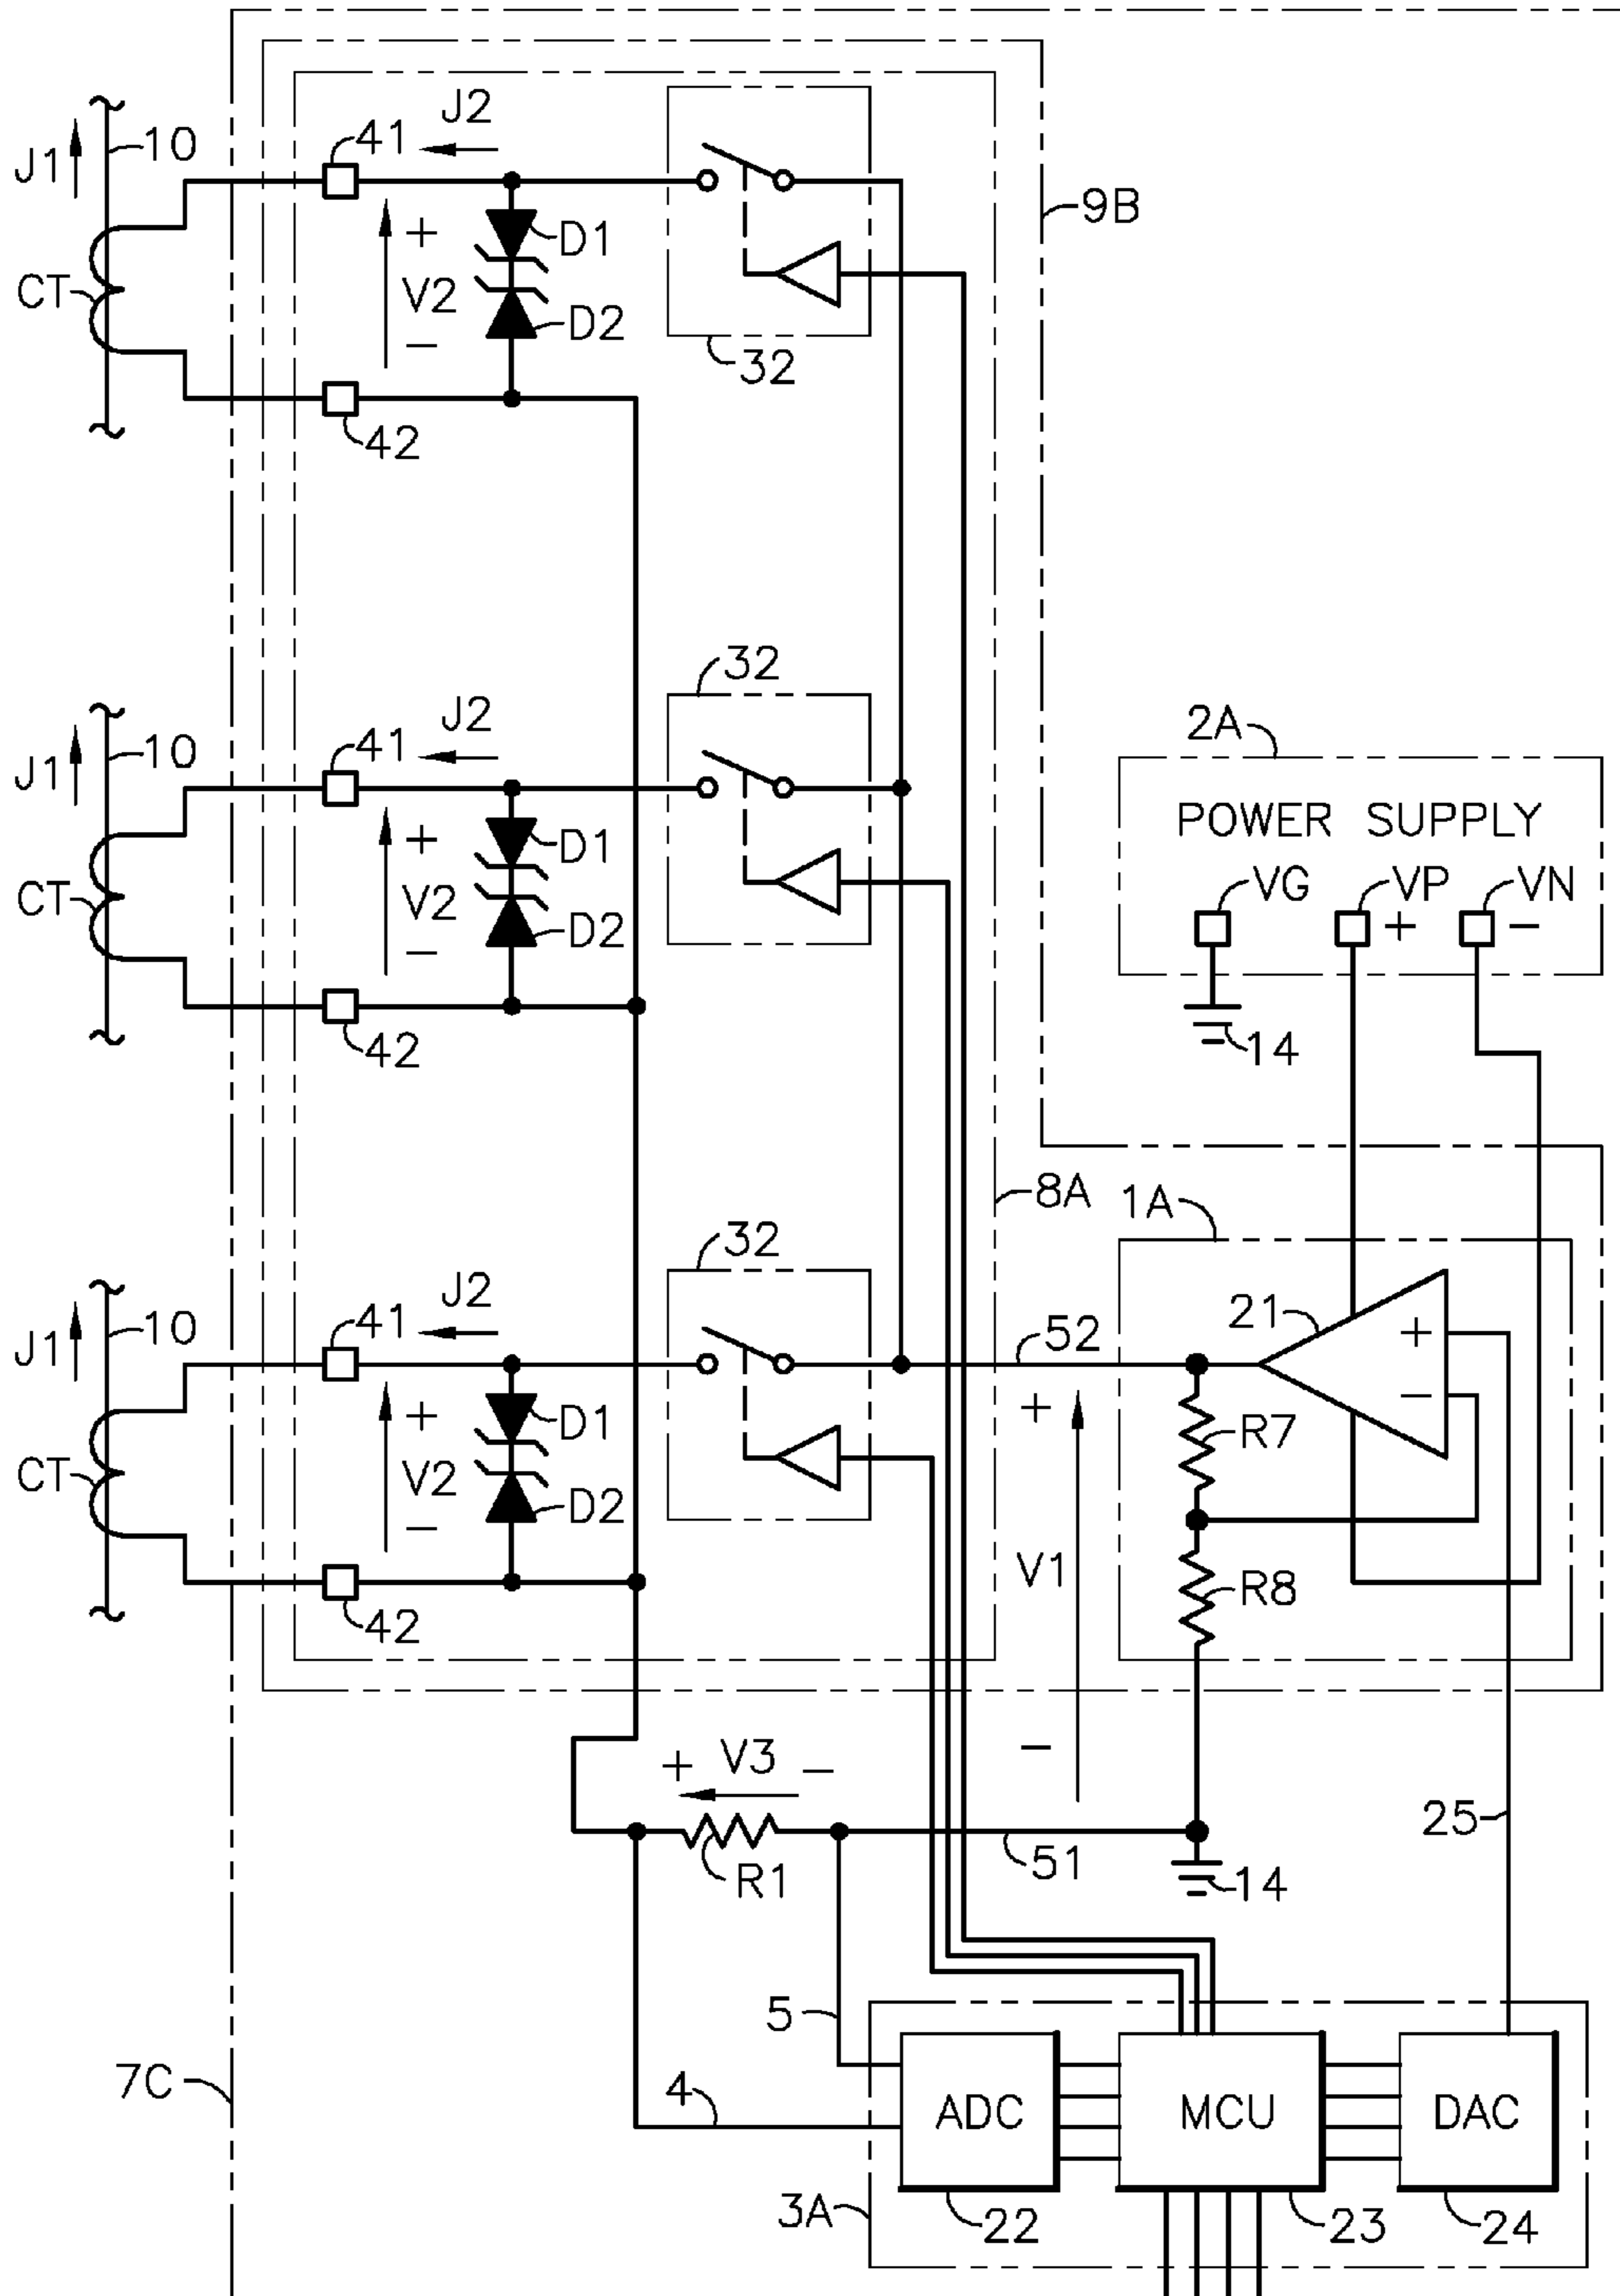 J2
41
10
J1
9B
+
D1
CT
V2
D2
−
32
42
32
J2
2A
41
10
J1
POWER SUPPLY
+
D1
VG
VP
VN
CT
V2
+
−
D2
−
42
14
8A
1A
32
J2
41
21
10
52
J1
+
+
+
−
D1
R7
CT
V2
D2
−
V1
R8
42
+
V3
−
−
25
51
R1
14
5
7C
4
ADC
MCU
DAC
3A
22
23
24